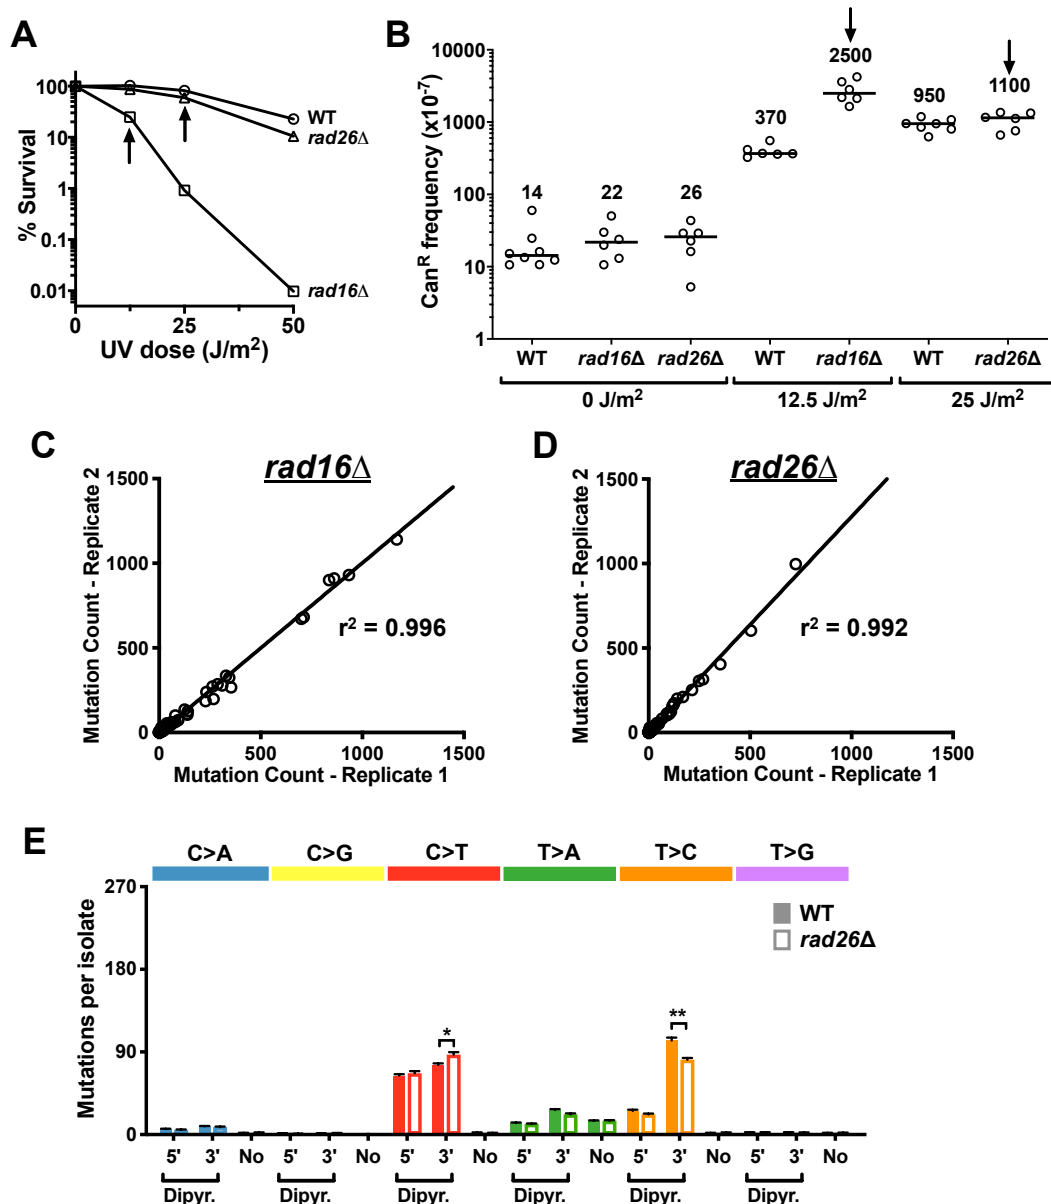 A
100
10
1
0.1
0.01
% Survival
0
25
50
UV dose (J/m²)
WT
rad26Δ
rad16Δ
B
10000
1000
100
10
1
Can^R frequency (x10^-7)
14
22
26
370
2500
950
1100
WT
rad16Δ
rad26Δ
WT
rad16Δ
WT
rad26Δ
0 J/m²
12.5 J/m²
25 J/m²
C
rad16Δ
1500
1000
500
0
Mutation Count - Replicate 2
r² = 0.996
0
500
1000
1500
Mutation Count - Replicate 1
D
rad26Δ
1500
1000
500
0
Mutation Count - Replicate 2
r² = 0.992
0
500
1000
1500
Mutation Count - Replicate 1
E
C>A
C>G
C>T
T>A
T>C
T>G
270
180
90
0
Mutations per isolate
WT
rad26Δ
*
**
5' 3' No 5' 3' No 5' 3' No 5' 3' No 5' 3' No 5' 3' No
Dipyr. Dipyr. Dipyr. Dipyr. Dipyr. Dipyr.